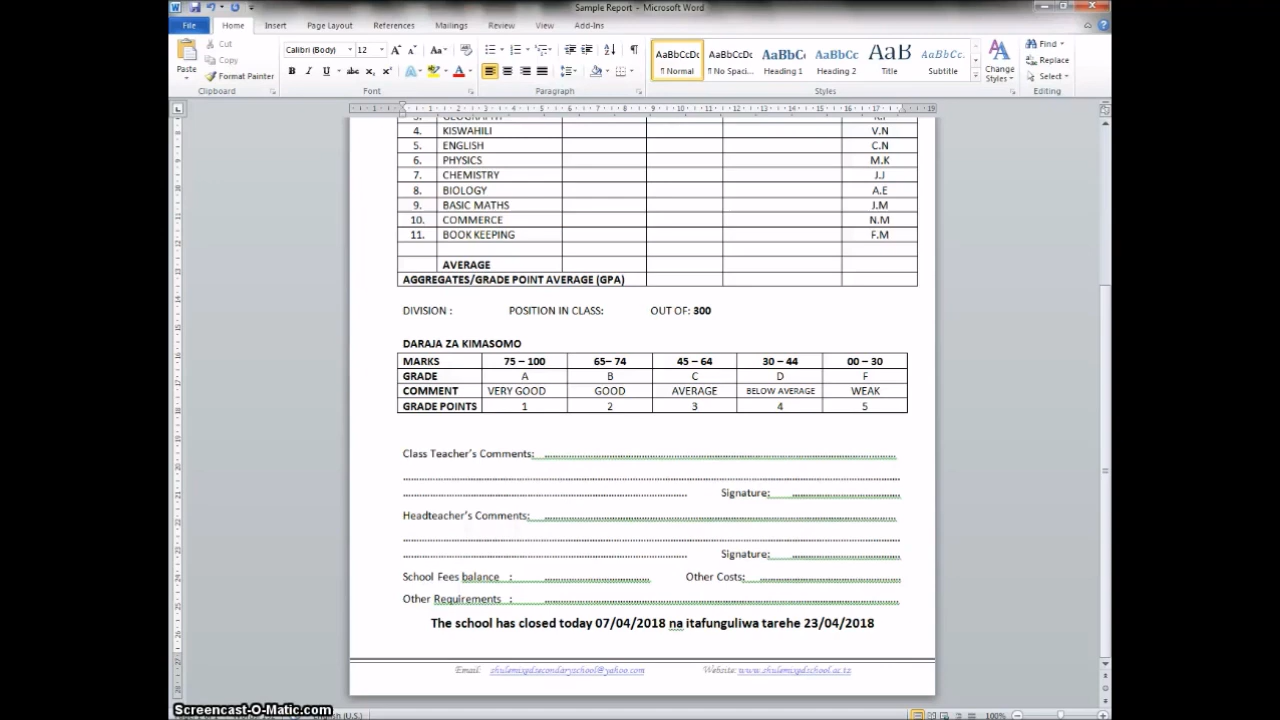 Sample Report - Microsoft Word
File Home Insert Page Layout References Mailings Review View Add-Ins
Cut
Copy
Format Painter
Paste
Calibri (Body) 12
AaBbCcDc AaBbCcDc AaBbC AaBbCc AaB AaBbCc.
¶ Normal ¶ No Spaci... Heading 1 Heading 2 Title Subtitle
Change Styles
Find
Replace
Select
Clipboard Font Paragraph Styles Editing
4. KISWAHILI V.N
5. ENGLISH C.N
6. PHYSICS M.K
7. CHEMISTRY J.J
8. BIOLOGY A.E
9. BASIC MATHS J.M
10. COMMERCE N.M
11. BOOK KEEPING F.M
AVERAGE
AGGREGATES/GRADE POINT AVERAGE (GPA)
DIVISION : POSITION IN CLASS: OUT OF: 300
DARAJA ZA KIMASOMO
MARKS 75 – 100 65– 74 45 – 64 30 – 44 00 – 30
GRADE A B C D F
COMMENT VERY GOOD GOOD AVERAGE BELOW AVERAGE WEAK
GRADE POINTS 1 2 3 4 5
Class Teacher's Comments:
Signature:
Headteacher's Comments:
Signature:
School Fees balance : Other Costs:
Other Requirements :
The school has closed today 07/04/2018 na itafunguliwa tarehe 23/04/2018
Email: Website:
Screencast-O-Matic.com
English (U.S.) 100%